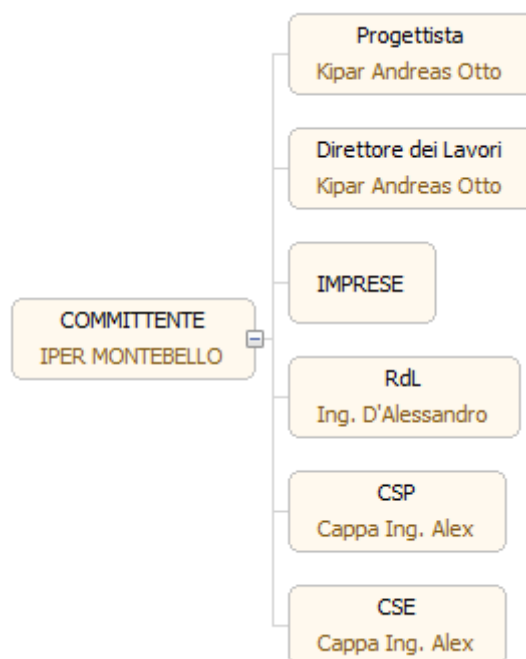 Progettista
Kipar Andreas Otto
Direttore dei Lavori
Kipar Andreas Otto
IMPRESE
COMMITTENTE
IPER MONTEBELLO
RdL
Ing. D'Alessandro
CSP
Cappa Ing. Alex
CSE
Cappa Ing. Alex